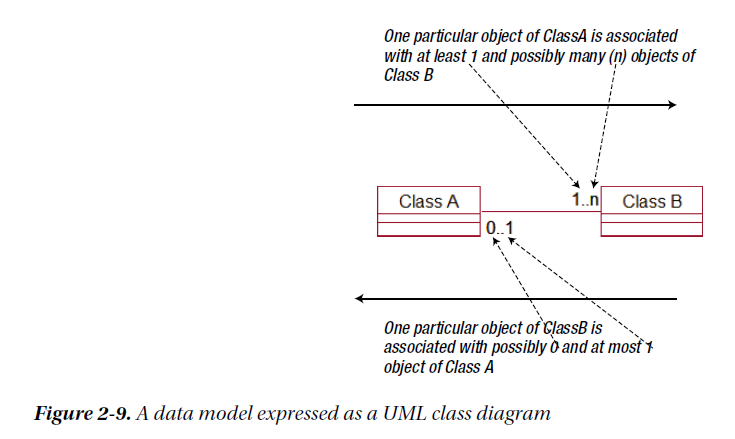 One particular object of ClassA is associated
with at least 1 and possibly many (n) objects of
Class B
1..n
Class A
Class B
0..1
One particular object of ClassB is
associated with possibly 0 and at most 1
object of Class A
Figure 2-9. A data model expressed as a UML class diagram